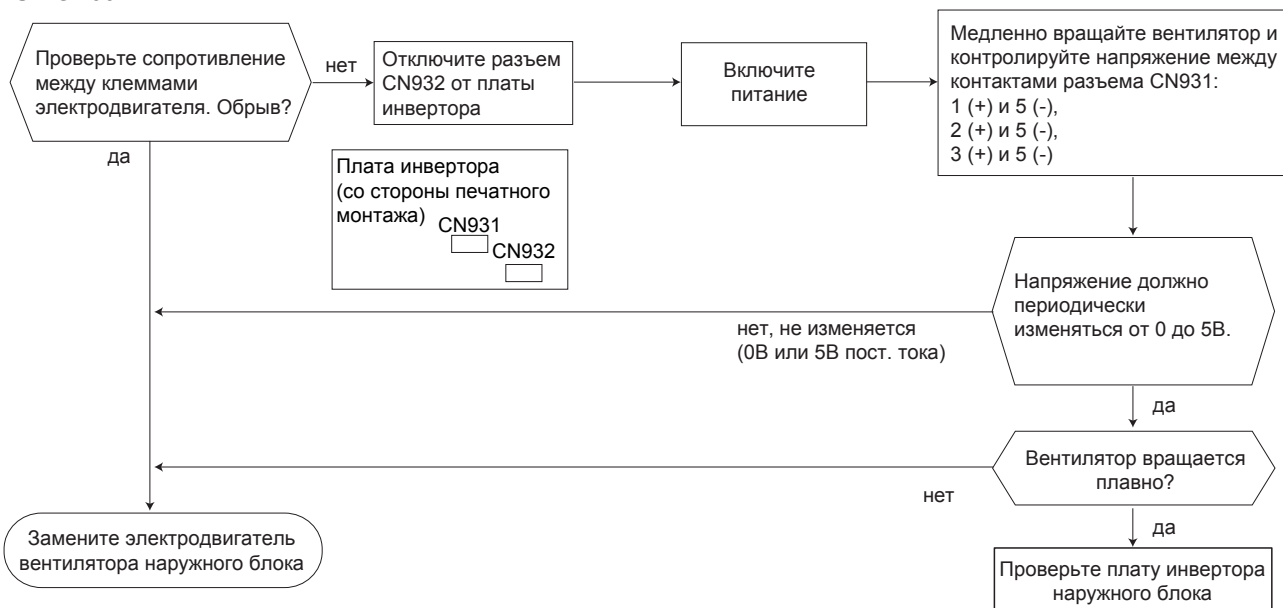 Проверьте сопротивление
между клеммами
электродвигателя. Обрыв?
нет
Отключите разъем
CN932 от платы
инвертора
Включите
питание
Медленно вращайте вентилятор и
контролируйте напряжение между
контактами разъема CN931:
1 (+) и 5 (-),
2 (+) и 5 (-),
3 (+) и 5 (-)
да
Плата инвертора
(со стороны печатного
монтажа)
CN931
CN932
Напряжение должно
периодически
изменяться от 0 до 5В.
нет, не изменяется
(0В или 5В пост. тока)
да
Вентилятор вращается
плавно?
нет
да
Замените электродвигатель
вентилятора наружного блока
Проверьте плату инвертора
наружного блока